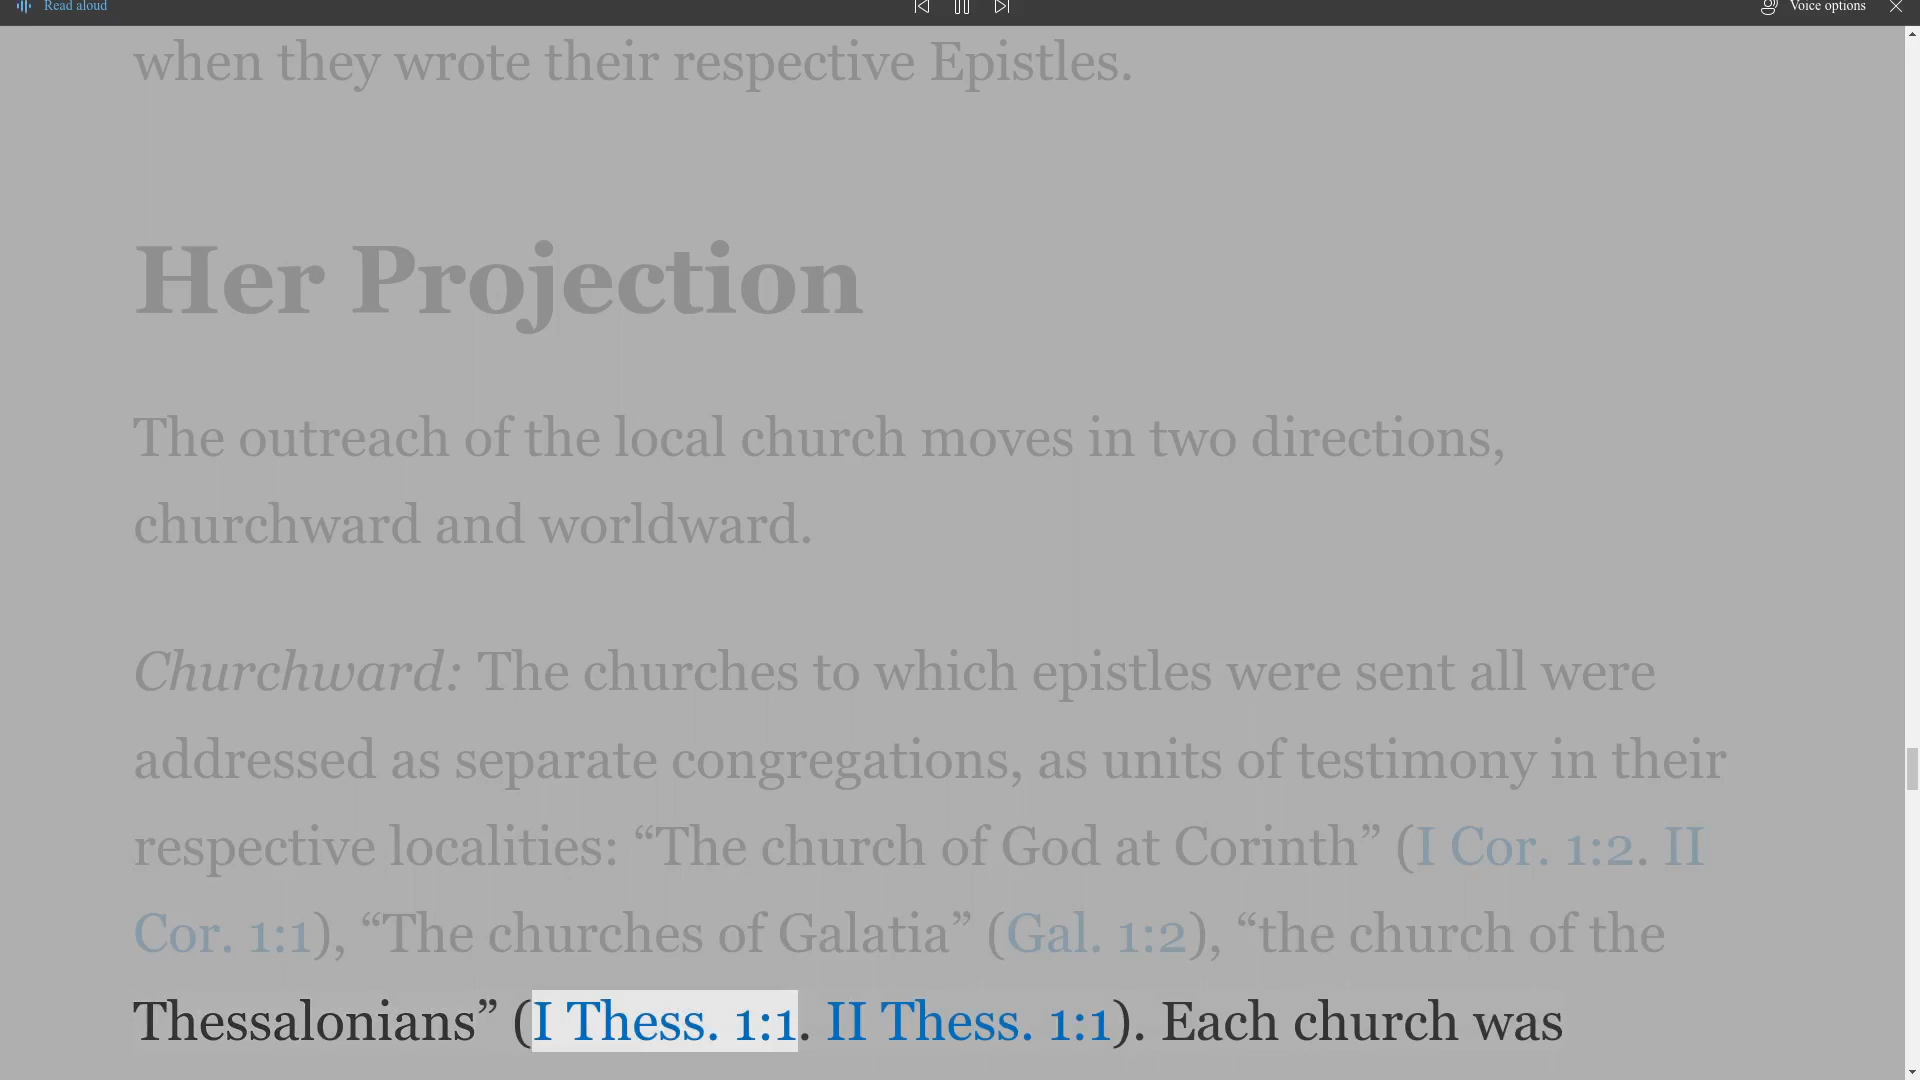 Read aloud
Voice options
when they wrote their respective Epistles.
Her Projection
The outreach of the local church moves in two directions,
churchward and worldward.
Churchward: The churches to which epistles were sent all were
addressed as separate congregations, as units of testimony in their
respective localities: “The church of God at Corinth” (I Cor. 1:2. II
Cor. 1:1), “The churches of Galatia” (Gal. 1:2), “the church of the
Thessalonians” (I Thess. 1:1. II Thess. 1:1). Each church was